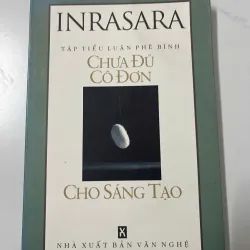 INRASARA
TẬP TIỂU LUẬN PHÊ BÌNH
CHƯA ĐỦ
CÔ ĐƠN
CHO SÁNG TẠO
NHÀ XUẤT BẢN VĂN NGHỆ